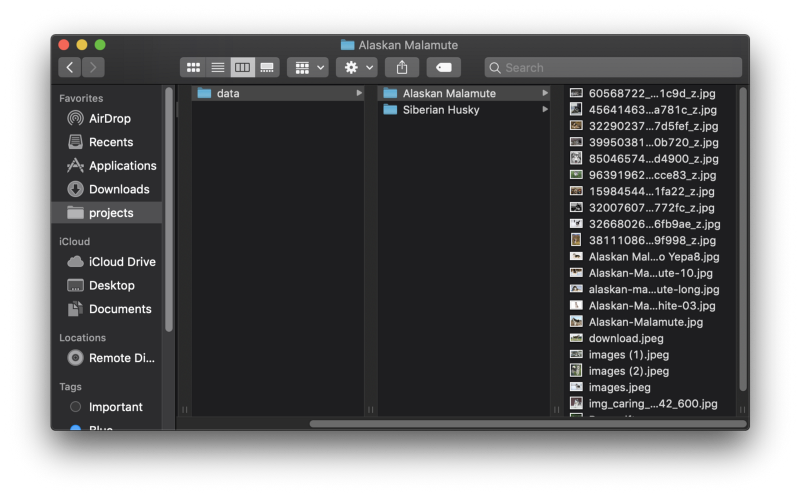 Alaskan Malamute
Search
Favorites
AirDrop
Recents
Applications
Downloads
projects
iCloud
iCloud Drive
Desktop
Documents
Locations
Remote Di...
Tags
Important
Blue
data
Alaskan Malamute
Siberian Husky
60568722_...1c9d_z.jpg
45641463...a781c_z.jpg
32290237...7d5fef_z.jpg
39950381...0b720_z.jpg
85046574...d4900_z.jpg
96391962...cce83_z.jpg
15984544...1fa22_z.jpg
32007607...772fc_z.jpg
32668026...6fb9ae_z.jpg
38111086...9f998_z.jpg
Alaskan Mal...o Yepa8.jpg
Alaskan-Ma...ute-10.jpg
alaskan-ma...ute-long.jpg
Alaskan-Ma...hite-03.jpg
Alaskan-Malamute.jpg
download.jpeg
images (1).jpeg
images (2).jpeg
images.jpeg
img_caring_...42_600.jpg